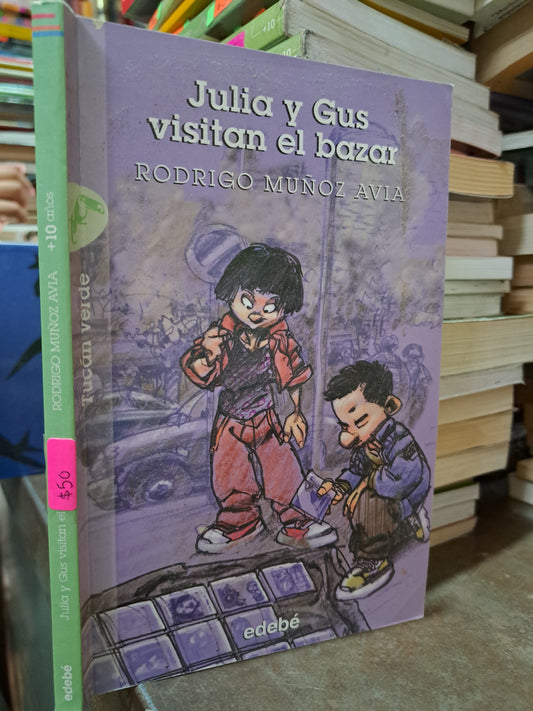 Julia y Gus
visitan el bazar
RODRIGO MUÑOZ AVIA
edebé
+10 años
RODRIGO MUÑOZ AVIA
Julia y Gus visitan el
edebé
Tucán verde
$50
+10